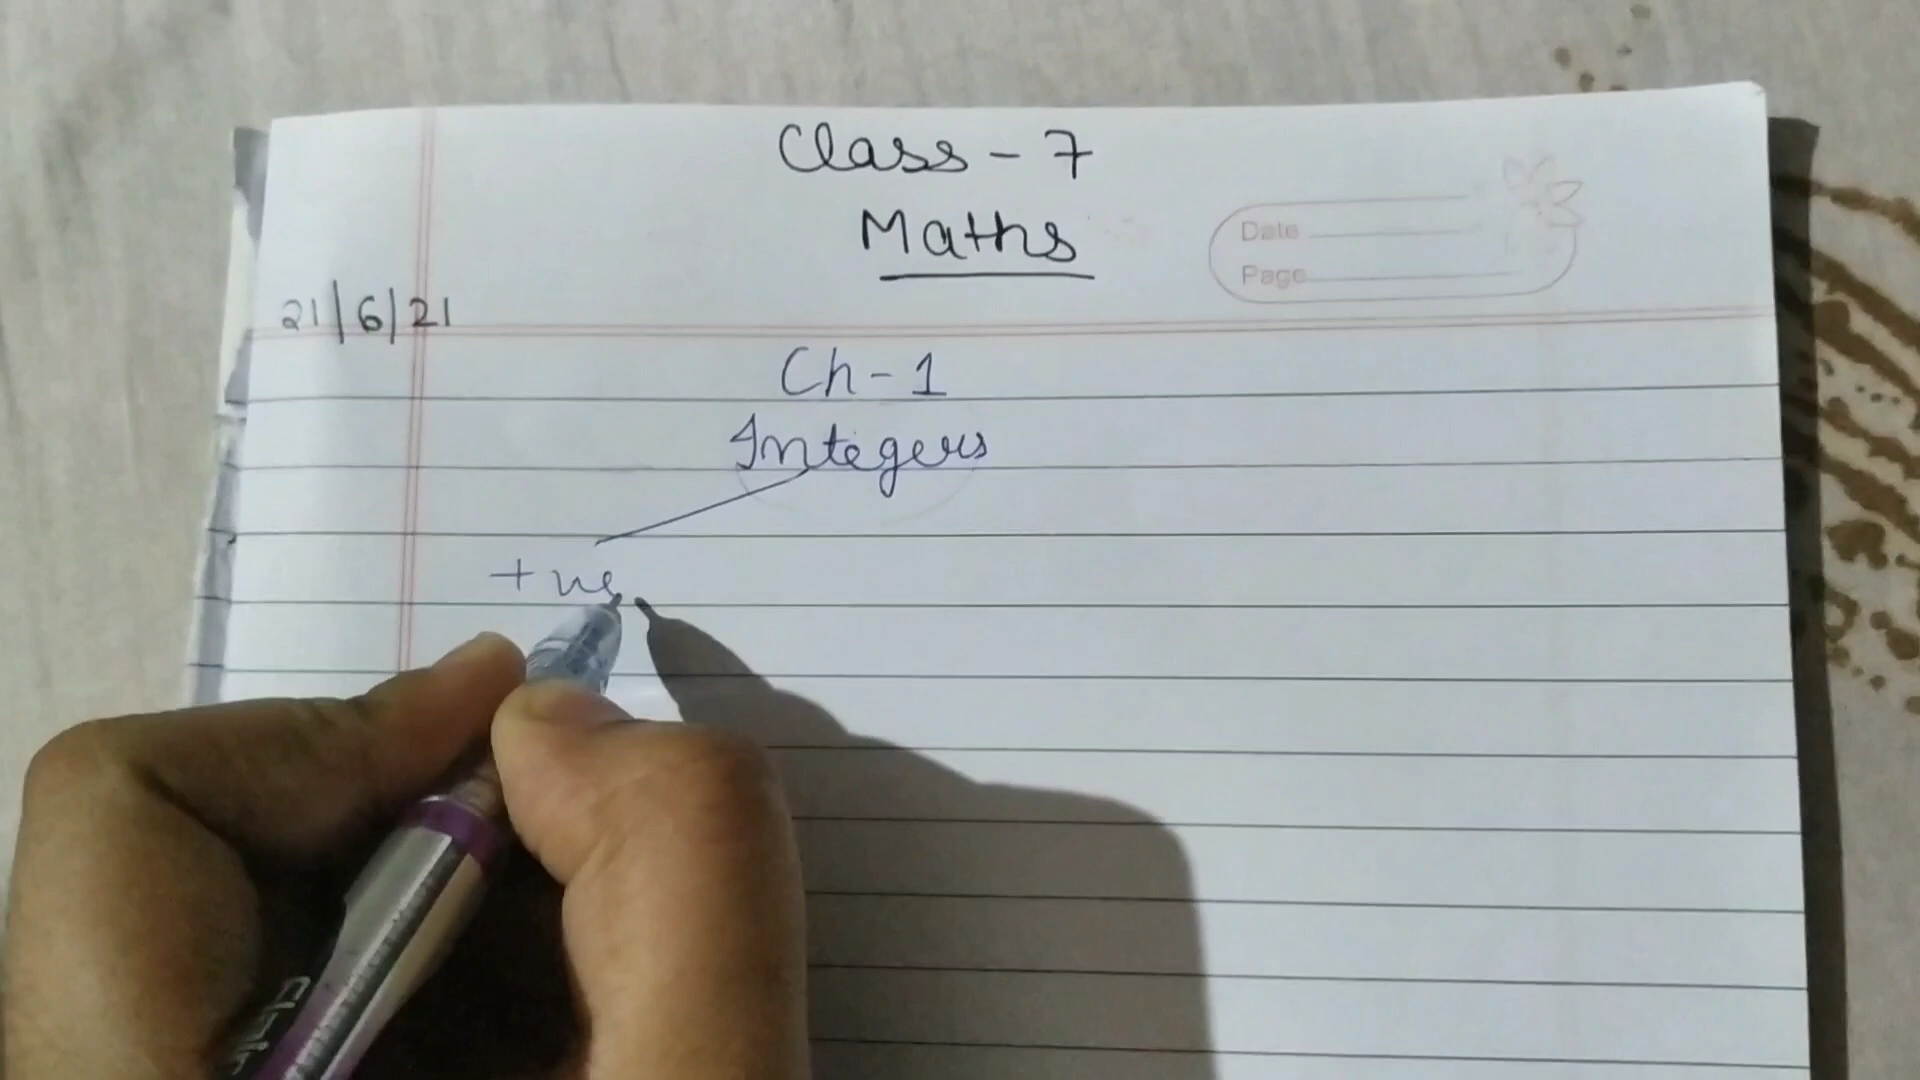 Class - 7
Maths
Date
Page
21/6/21
Ch - 1
Integers
+ve